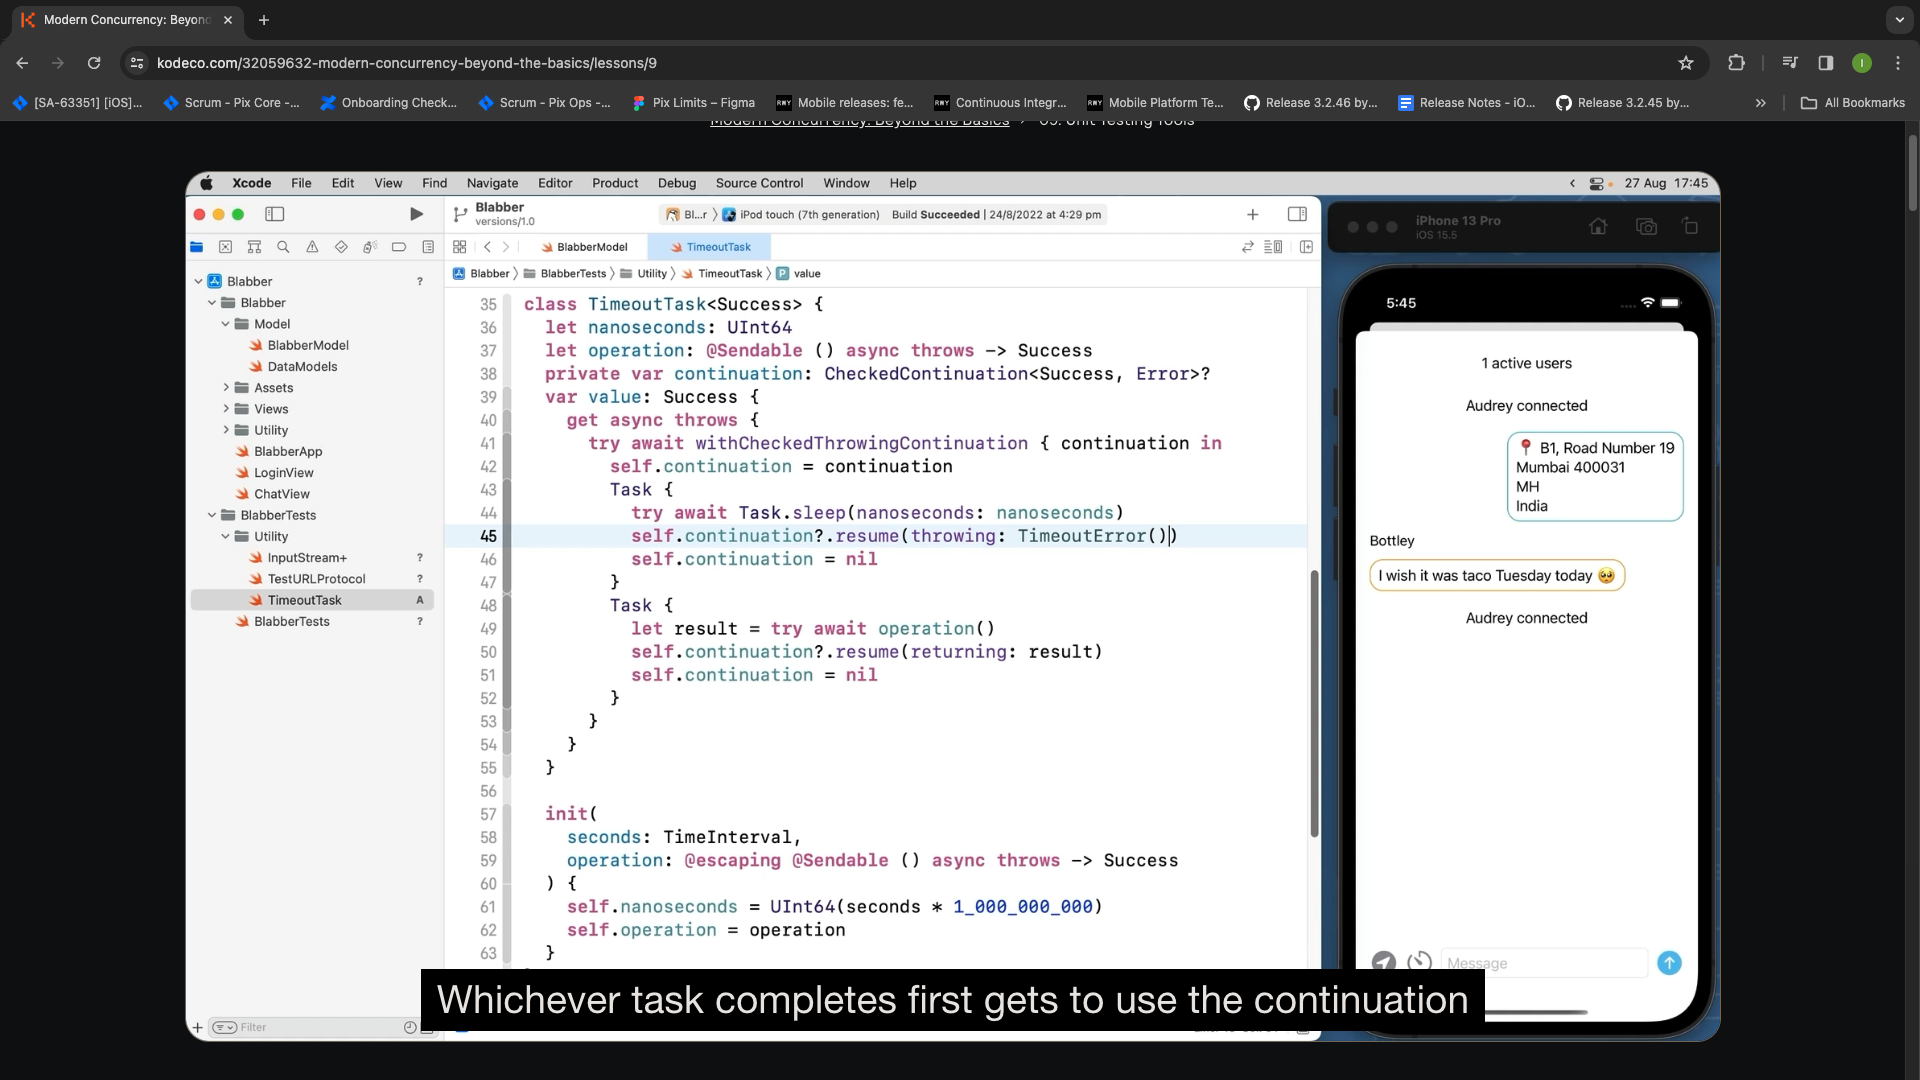 Modern Concurrency: Beyond
kodeco.com/32059632-modern-concurrency-beyond-the-basics/lessons/9
I
[SA-63351] [iOS]...
Scrum - Pix Core -...
Onboarding Check...
Scrum - Pix Ops -...
Pix Limits – Figma
RWY
Mobile releases: fe...
RWY
Continuous Integr...
RWY
Mobile Platform Te...
Release 3.2.46 by...
Release Notes - iO...
Release 3.2.45 by...
»
All Bookmarks
Modern Concurrency: Beyond the Basics › 09. Unit Testing Tools
Xcode File Edit View Find Navigate Editor Product Debug Source Control Window Help
27 Aug 17:45
Blabber
versions/1.0
Bl...r 〉 iPod touch (7th generation)
Build Succeeded | 24/8/2022 at 4:29 pm
BlabberModel
TimeoutTask
Blabber 〉 BlabberTests 〉 Utility 〉 TimeoutTask 〉 P value
Blabber ?
Blabber
Model
BlabberModel
DataModels
Assets
Views
Utility
BlabberApp
LoginView
ChatView
BlabberTests
Utility
InputStream+ ?
TestURLProtocol ?
TimeoutTask A
BlabberTests ?
Filter
35 class TimeoutTask<Success> {
36 let nanoseconds: UInt64
37 let operation: @Sendable () async throws -> Success
38 private var continuation: CheckedContinuation<Success, Error>?
39 var value: Success {
40 get async throws {
41 try await withCheckedThrowingContinuation { continuation in
42 self.continuation = continuation
43 Task {
44 try await Task.sleep(nanoseconds: nanoseconds)
45 self.continuation?.resume(throwing: TimeoutError())
46 self.continuation = nil
47 }
48 Task {
49 let result = try await operation()
50 self.continuation?.resume(returning: result)
51 self.continuation = nil
52 }
53 }
54 }
55 }
56
57 init(
58 seconds: TimeInterval,
59 operation: @escaping @Sendable () async throws -> Success
60 ) {
61 self.nanoseconds = UInt64(seconds * 1_000_000_000)
62 self.operation = operation
63 }
iPhone 13 Pro
iOS 15.5
5:45
1 active users
Audrey connected
📍 B1, Road Number 19
Mumbai 400031
MH
India
Bottley
I wish it was taco Tuesday today 🥺
Audrey connected
Message
Whichever task completes first gets to use the continuation